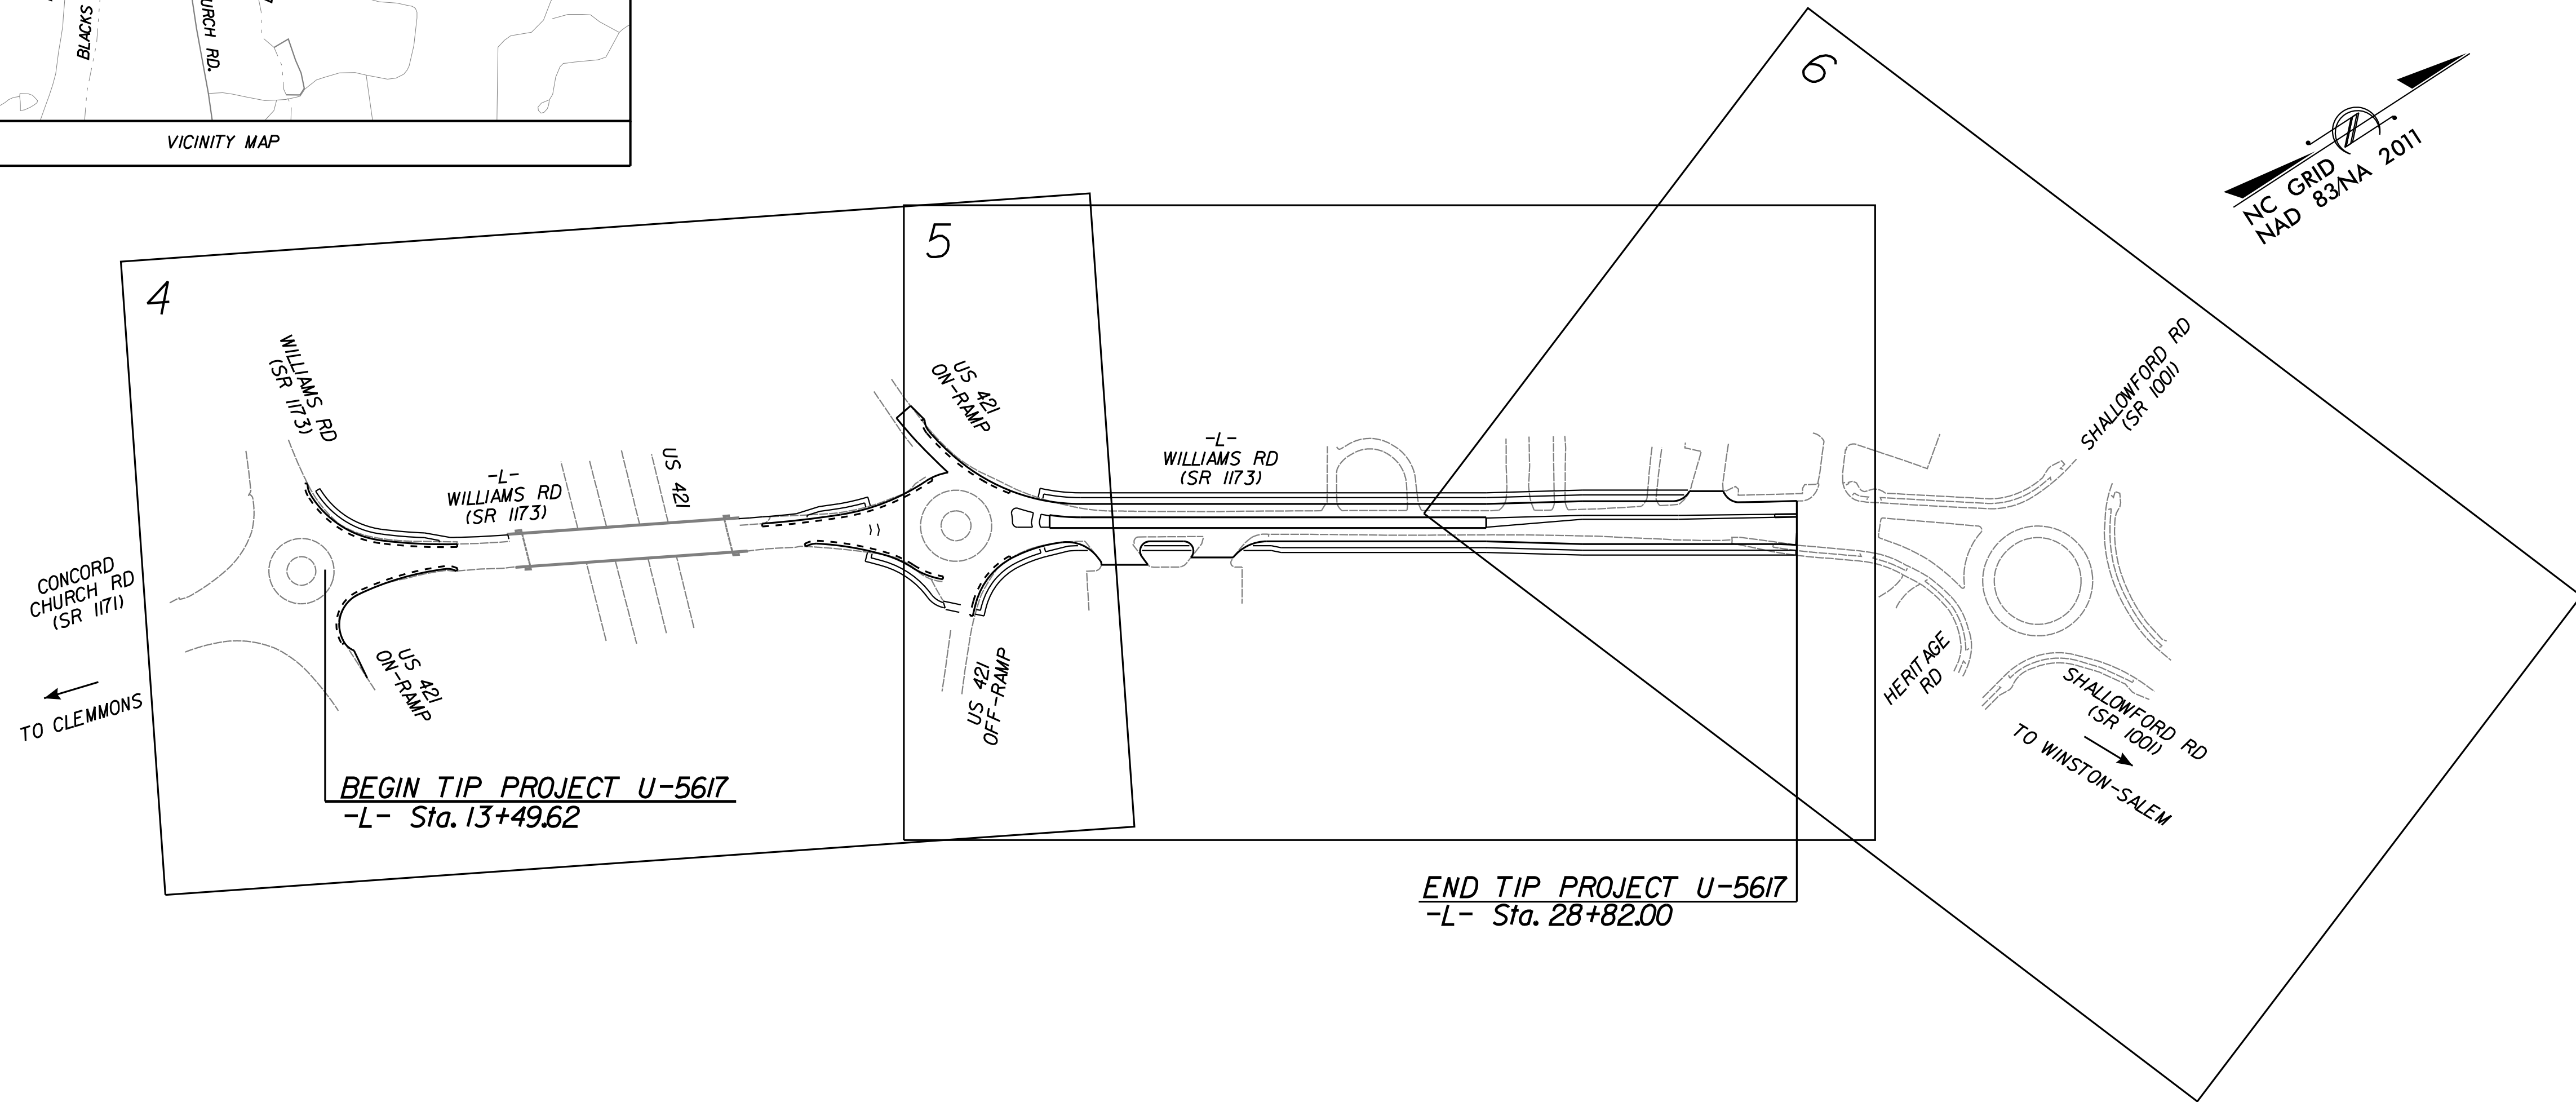 BLACKS
URCH RD.
VICINITY MAP
6
NC GRID
NAD 83/NA 2011
4
5
WILLIAMS RD
(SR 1173)
US 421
ON-RAMP
SHALLOWFORD RD
(SR 1001)
-L-
WILLIAMS RD
(SR 1173)
US 421
-L-
WILLIAMS RD
(SR 1173)
CONCORD
CHURCH RD
(SR 1171)
TO CLEMMONS
US 421
ON-RAMP
US 421
OFF-RAMP
HERITAGE
RD
SHALLOWFORD RD
(SR 1001)
TO WINSTON-SALEM
BEGIN TIP PROJECT U-5617
-L- Sta. 13+49.62
END TIP PROJECT U-5617
-L- Sta. 28+82.00